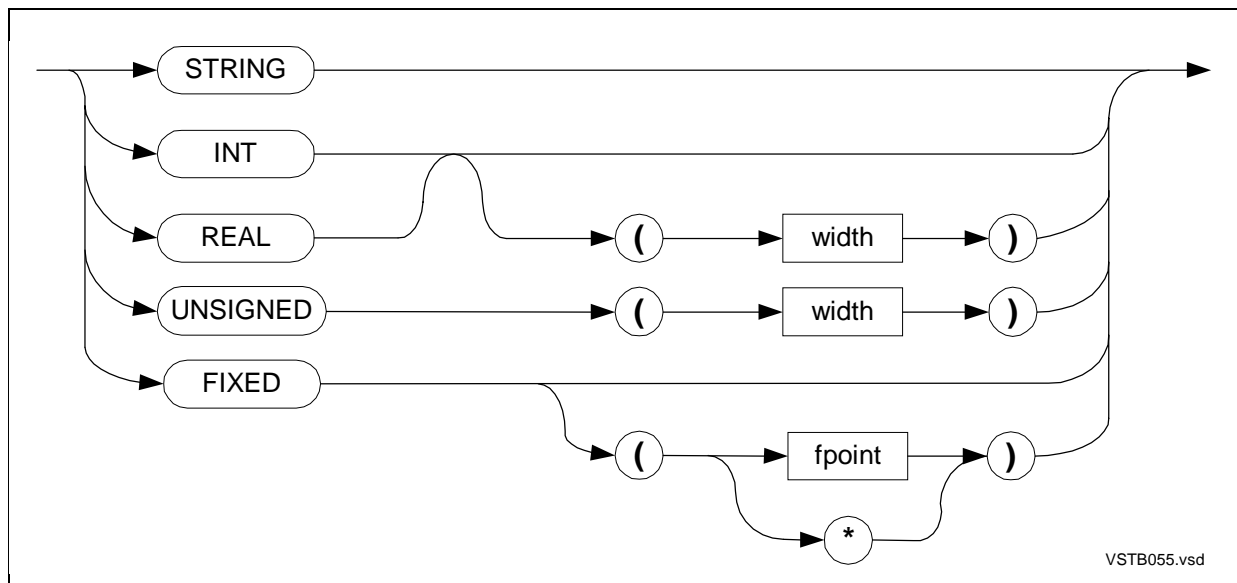 STRING
INT
REAL ( width )
UNSIGNED ( width )
FIXED
( fpoint )
*
VSTB055.vsd